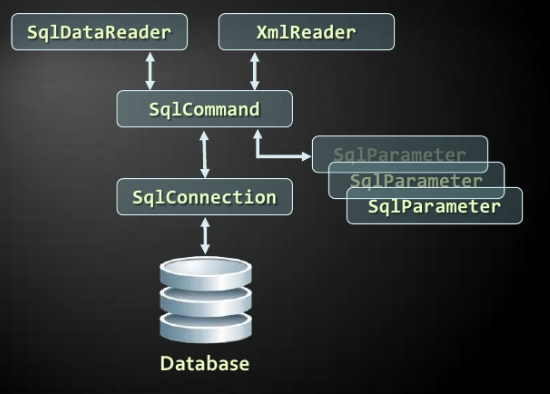 SqlDataReader
XmlReader
SqlCommand
SqlParameter
SqlParameter
SqlConnection
SqlParameter
Database